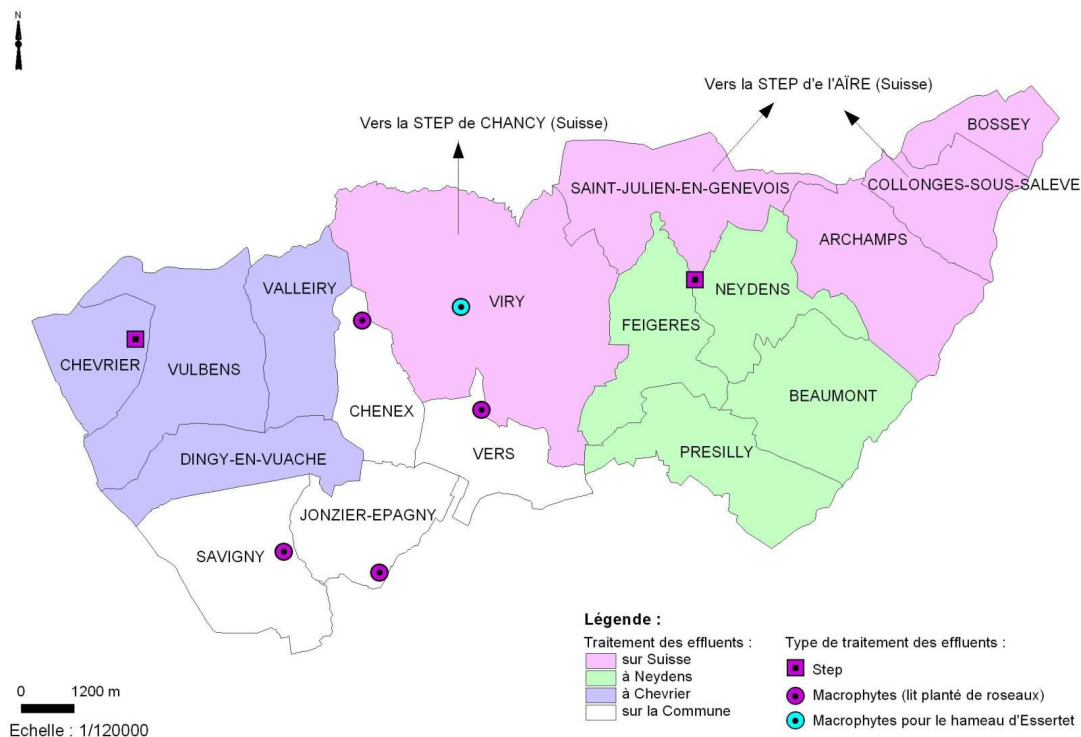 Vers la STEP d'e l'AÏRE (Suisse)
BOSSEY
Vers la STEP de CHANCY (Suisse)
SAINT-JULIEN-EN-GENEVOIS
COLLONGES-SOUS-SALEVE
ARCHAMPS
VALLEIRY
NEYDENS
VIRY
FEIGERES
CHEVRIER
VULBENS
BEAUMONT
CHENEX
PRESILLY
VERS
DINGY-EN-VUACHE
JONZIER-EPAGNY
SAVIGNY
Légende :
Traitement des effluents :
sur Suisse
à Neydens
à Chevrier
sur la Commune
Type de traitement des effluents :
Step
Macrophytes (lit planté de roseaux)
Macrophytes pour le hameau d'Essertet
0 1200 m
Echelle : 1/120000